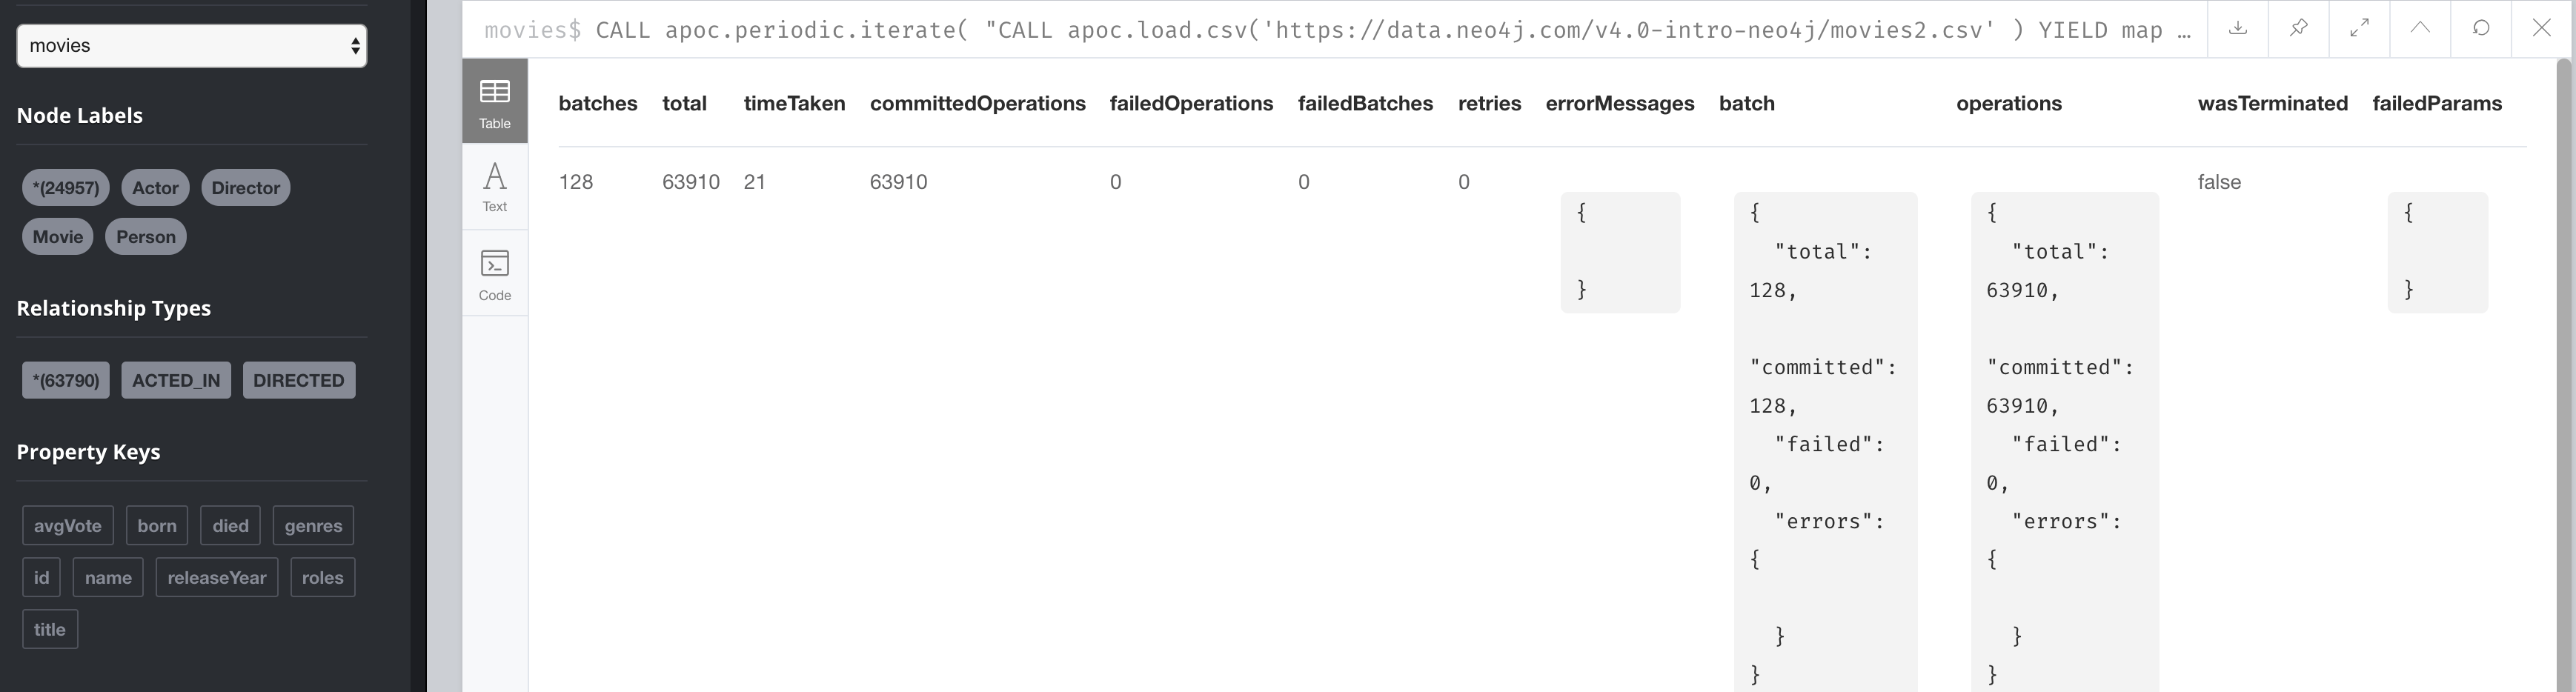 movies
Node Labels
*(24957) Actor Director
Movie Person
Relationship Types
*(63790) ACTED_IN DIRECTED
Property Keys
avgVote born died genres
id name releaseYear roles
title
movies$ CALL apoc.periodic.iterate( "CALL apoc.load.csv('https://data.neo4j.com/v4.0-intro-neo4j/movies2.csv' ) YIELD map …
Table
Text
Code
batches total timeTaken committedOperations failedOperations failedBatches retries errorMessages batch operations wasTerminated failedParams
128 63910 21 63910 0 0 0 false
{
}
{
"total":
128,
"committed":
128,
"failed":
0,
"errors":
{
}
}
{
"total":
63910,
"committed":
63910,
"failed":
0,
"errors":
{
}
}
{
}